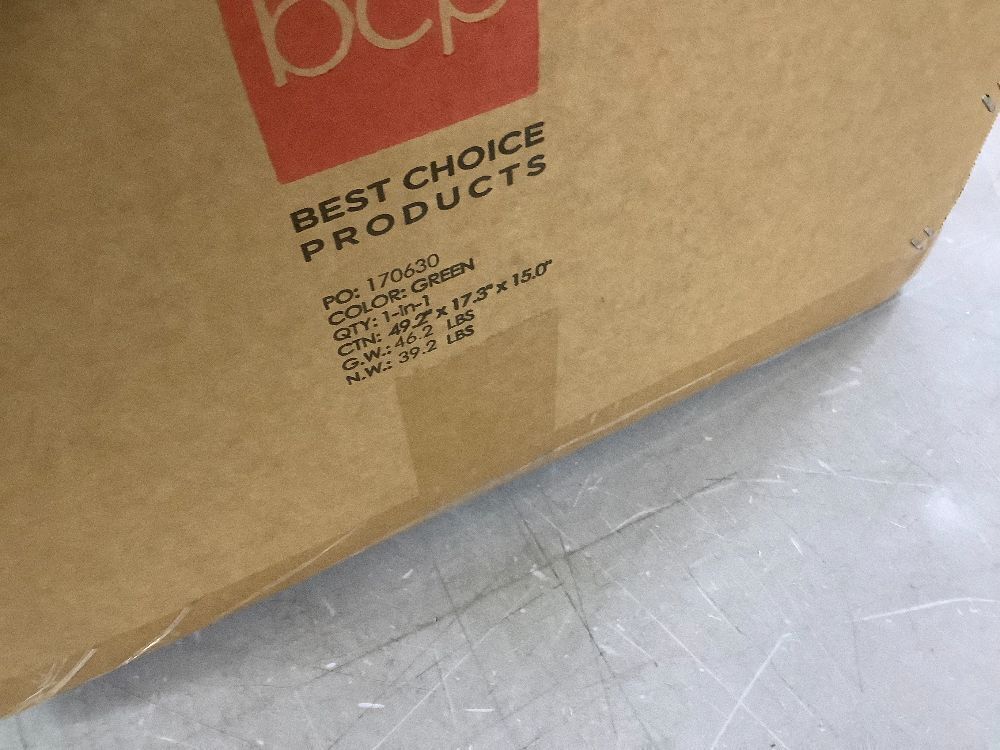 bcp
BEST CHOICE
PRODUCTS
PO: 170630
COLOR: GREEN
QTY: 1-in-1
CTN: 49.2" x 17.3" x 15.0"
G.W.: 46.2 LBS
N.W.: 39.2 LBS